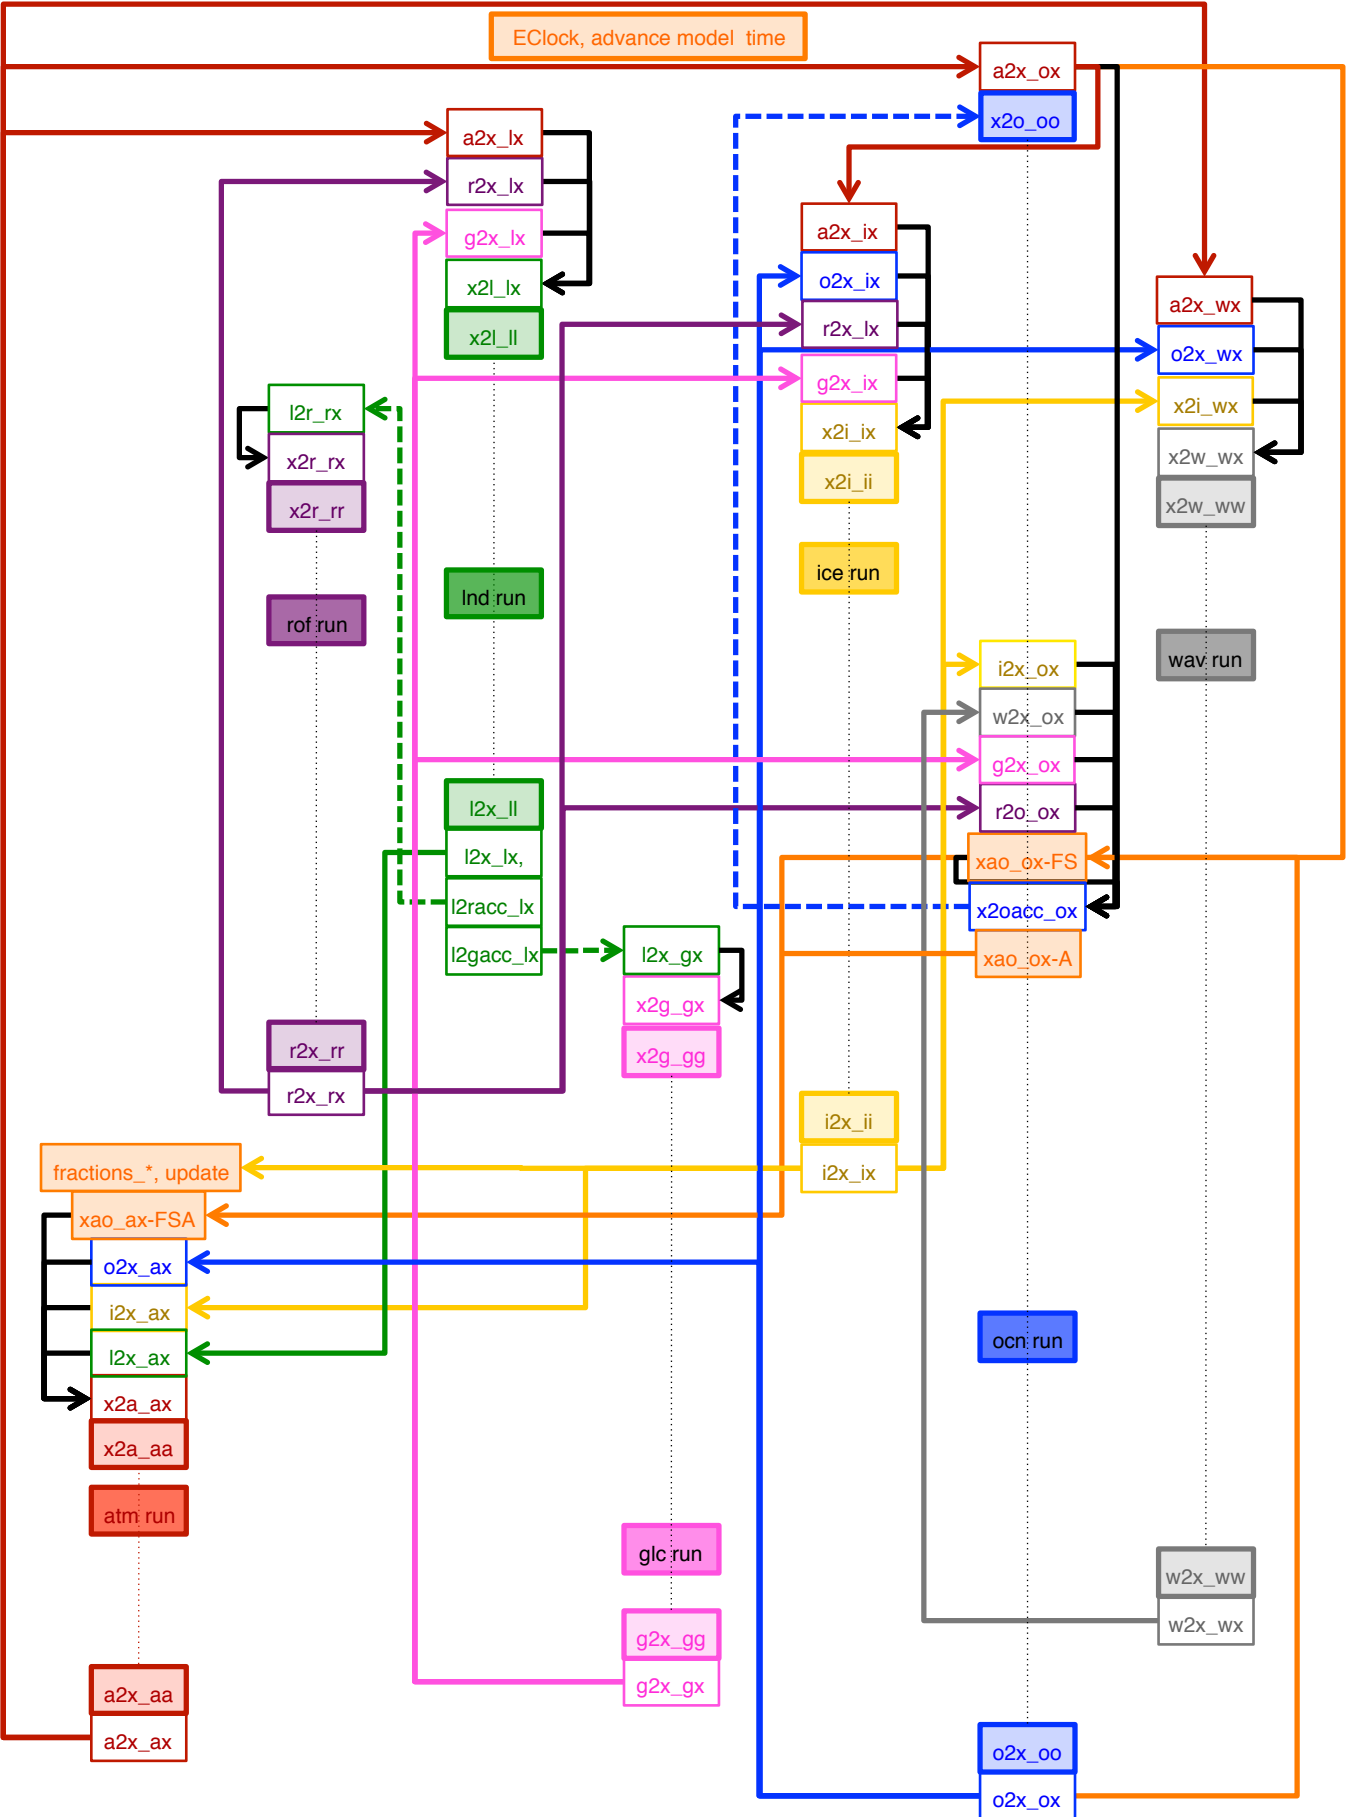 EClock, advance model time
a2x_ox
x2o_oo
a2x_lx
r2x_lx
g2x_lx
x2l_lx
x2l_ll
a2x_ix
o2x_ix
r2x_lx
g2x_ix
x2i_ix
x2i_ii
a2x_wx
o2x_wx
x2i_wx
x2w_wx
x2w_ww
l2r_rx
x2r_rx
x2r_rr
rof run
lnd run
ice run
wav run
i2x_ox
w2x_ox
g2x_ox
r2o_ox
xao_ox-FS
x2oacc_ox
xao_ox-A
l2x_ll
l2x_lx,
l2racc_lx
l2gacc_lx
l2x_gx
x2g_gx
x2g_gg
r2x_rr
r2x_rx
i2x_ii
i2x_ix
fractions_*, update
xao_ax-FSA
o2x_ax
i2x_ax
l2x_ax
x2a_ax
x2a_aa
atm run
ocn run
glc run
g2x_gg
g2x_gx
w2x_ww
w2x_wx
a2x_aa
a2x_ax
o2x_oo
o2x_ox